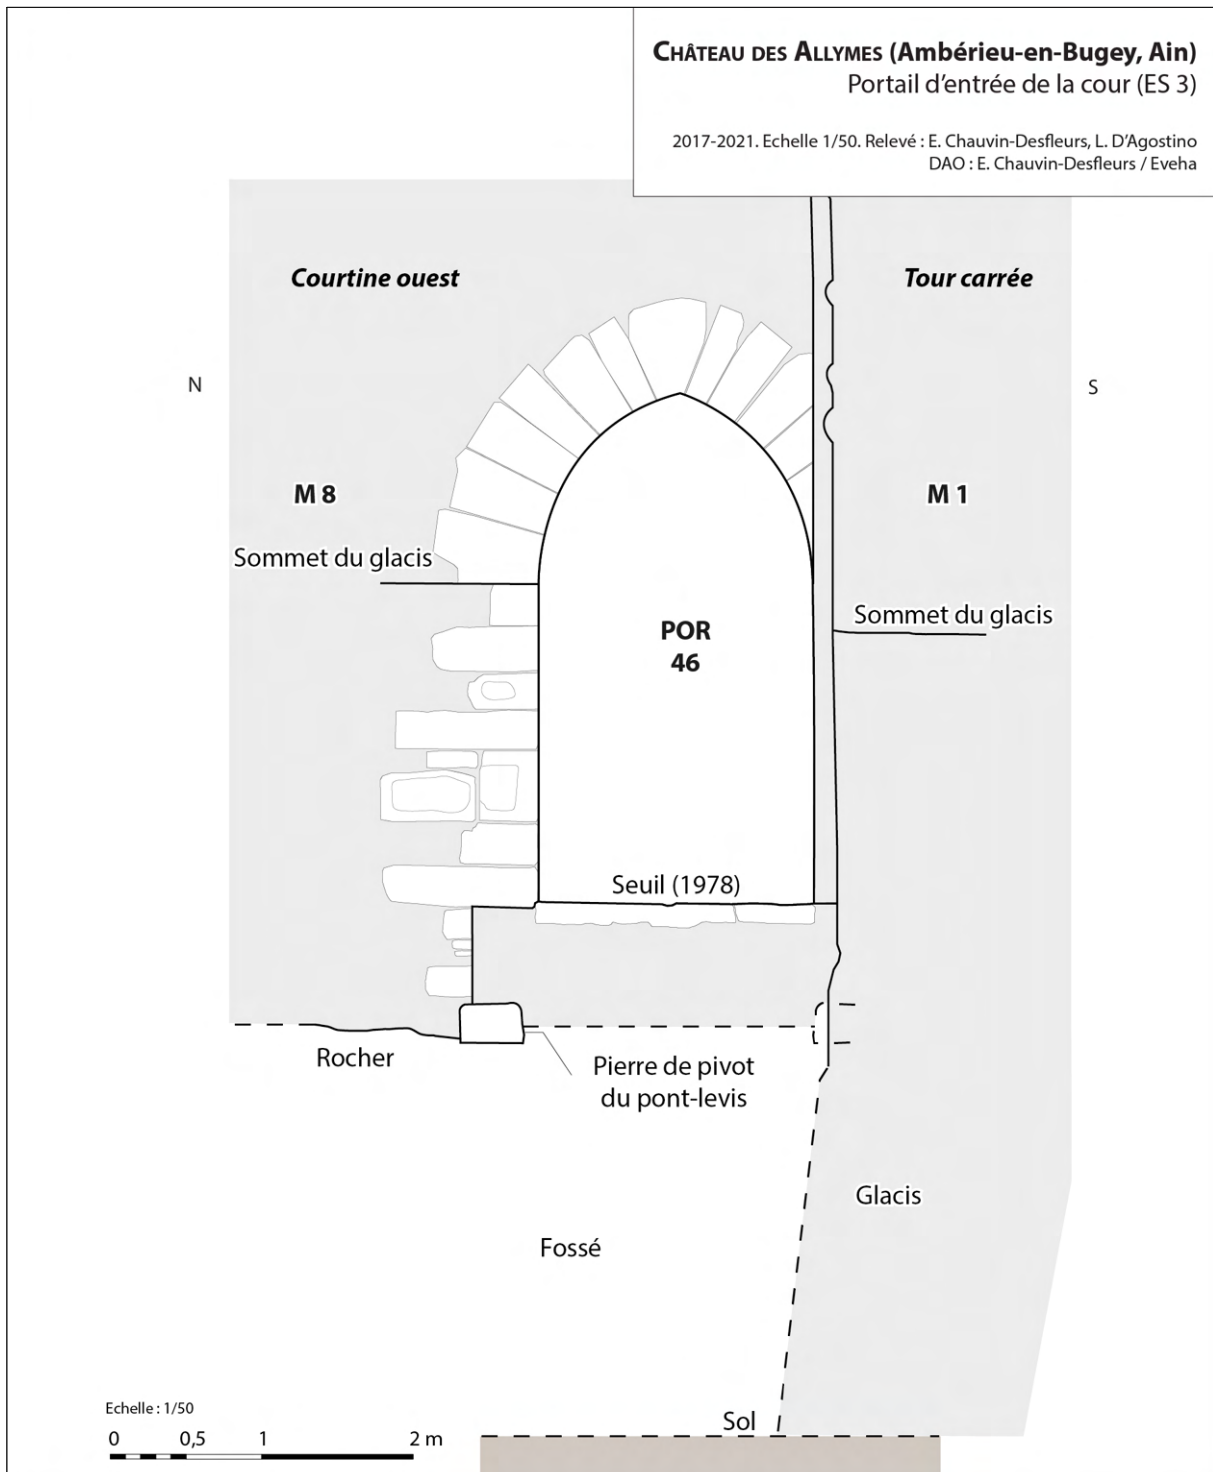 CHÂTEAU DES ALLYMES (Ambérieu-en-Bugey, Ain)
Portail d'entrée de la cour (ES 3)
2017-2021. Echelle 1/50. Relevé : E. Chauvin-Desfleurs, L. D'Agostino
DAO : E. Chauvin-Desfleurs / Eveha
Courtine ouest
Tour carrée
N
S
M 8
M 1
Sommet du glacis
Sommet du glacis
POR
46
Seuil (1978)
Rocher
Pierre de pivot
du pont-levis
Glacis
Fossé
Sol
Echelle : 1/50
0 0,5 1 2 m